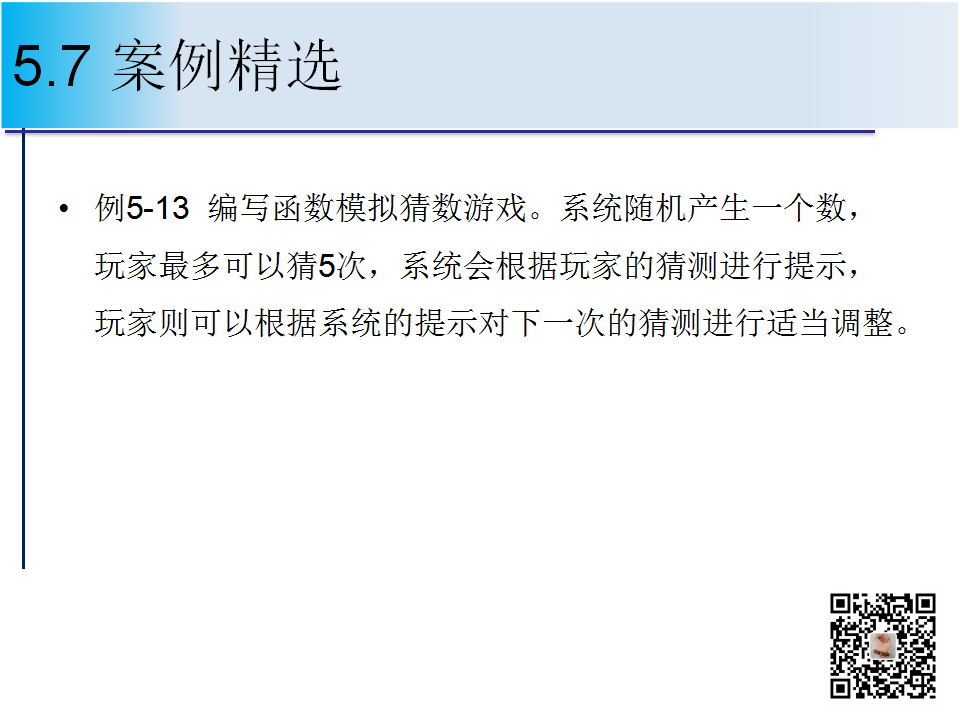 5.7 案例精选
• 例5-13 编写函数模拟猜数游戏。系统随机产生一个数，
玩家最多可以猜5次，系统会根据玩家的猜测进行提示，
玩家则可以根据系统的提示对下一次的猜测进行适当调整。